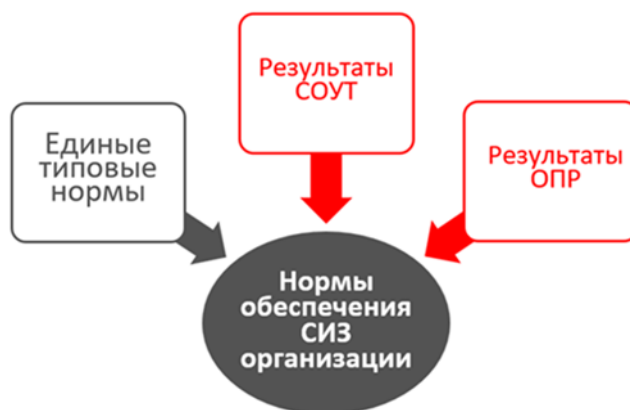 Единые
типовые
нормы
Результаты
СОУТ
Результаты
ОПР
Нормы
обеспечения
СИЗ
организации